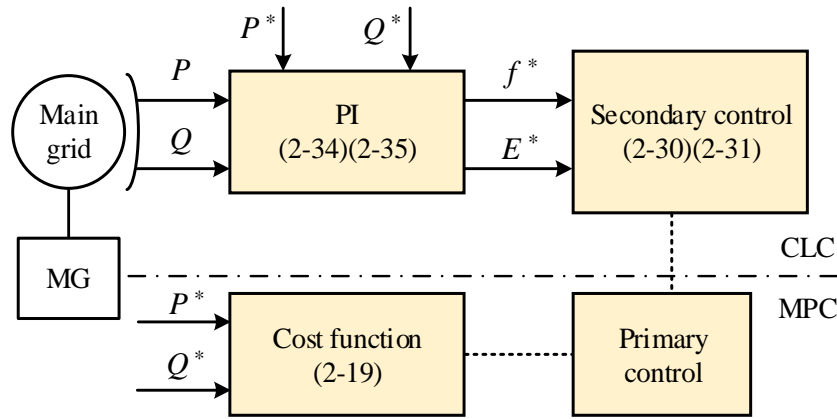 P* Q*
P
Q
Main
grid
PI
(2-34)(2-35)
f*
E*
Secondary control
(2-30)(2-31)
MG
CLC
MPC
P*
Q*
Cost function
(2-19)
Primary
control